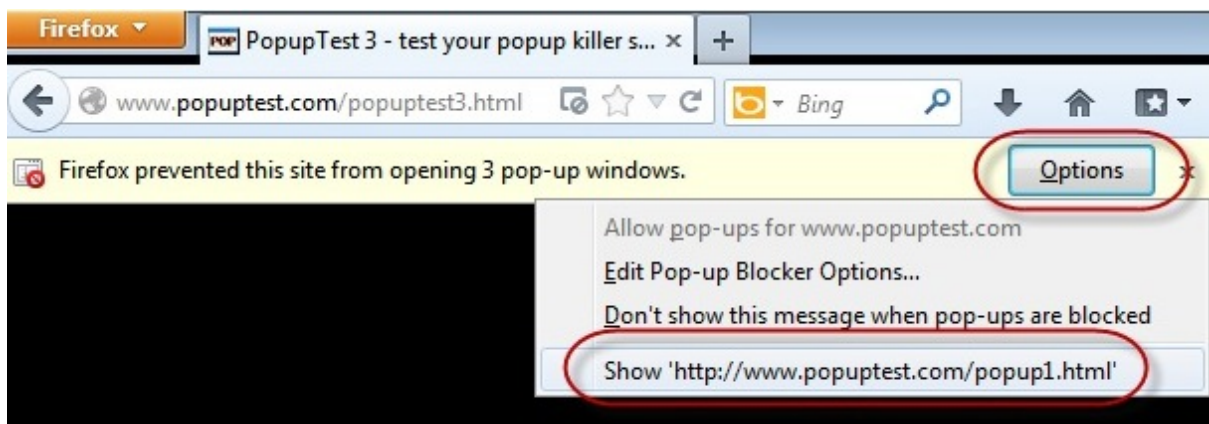 Firefox
POP PopupTest 3 - test your popup killer s... × +
www.popuptest.com/popuptest3.html Bing
Firefox prevented this site from opening 3 pop-up windows. Options x
Allow pop-ups for www.popuptest.com
Edit Pop-up Blocker Options...
Don't show this message when pop-ups are blocked
Show 'http://www.popuptest.com/popup1.html'